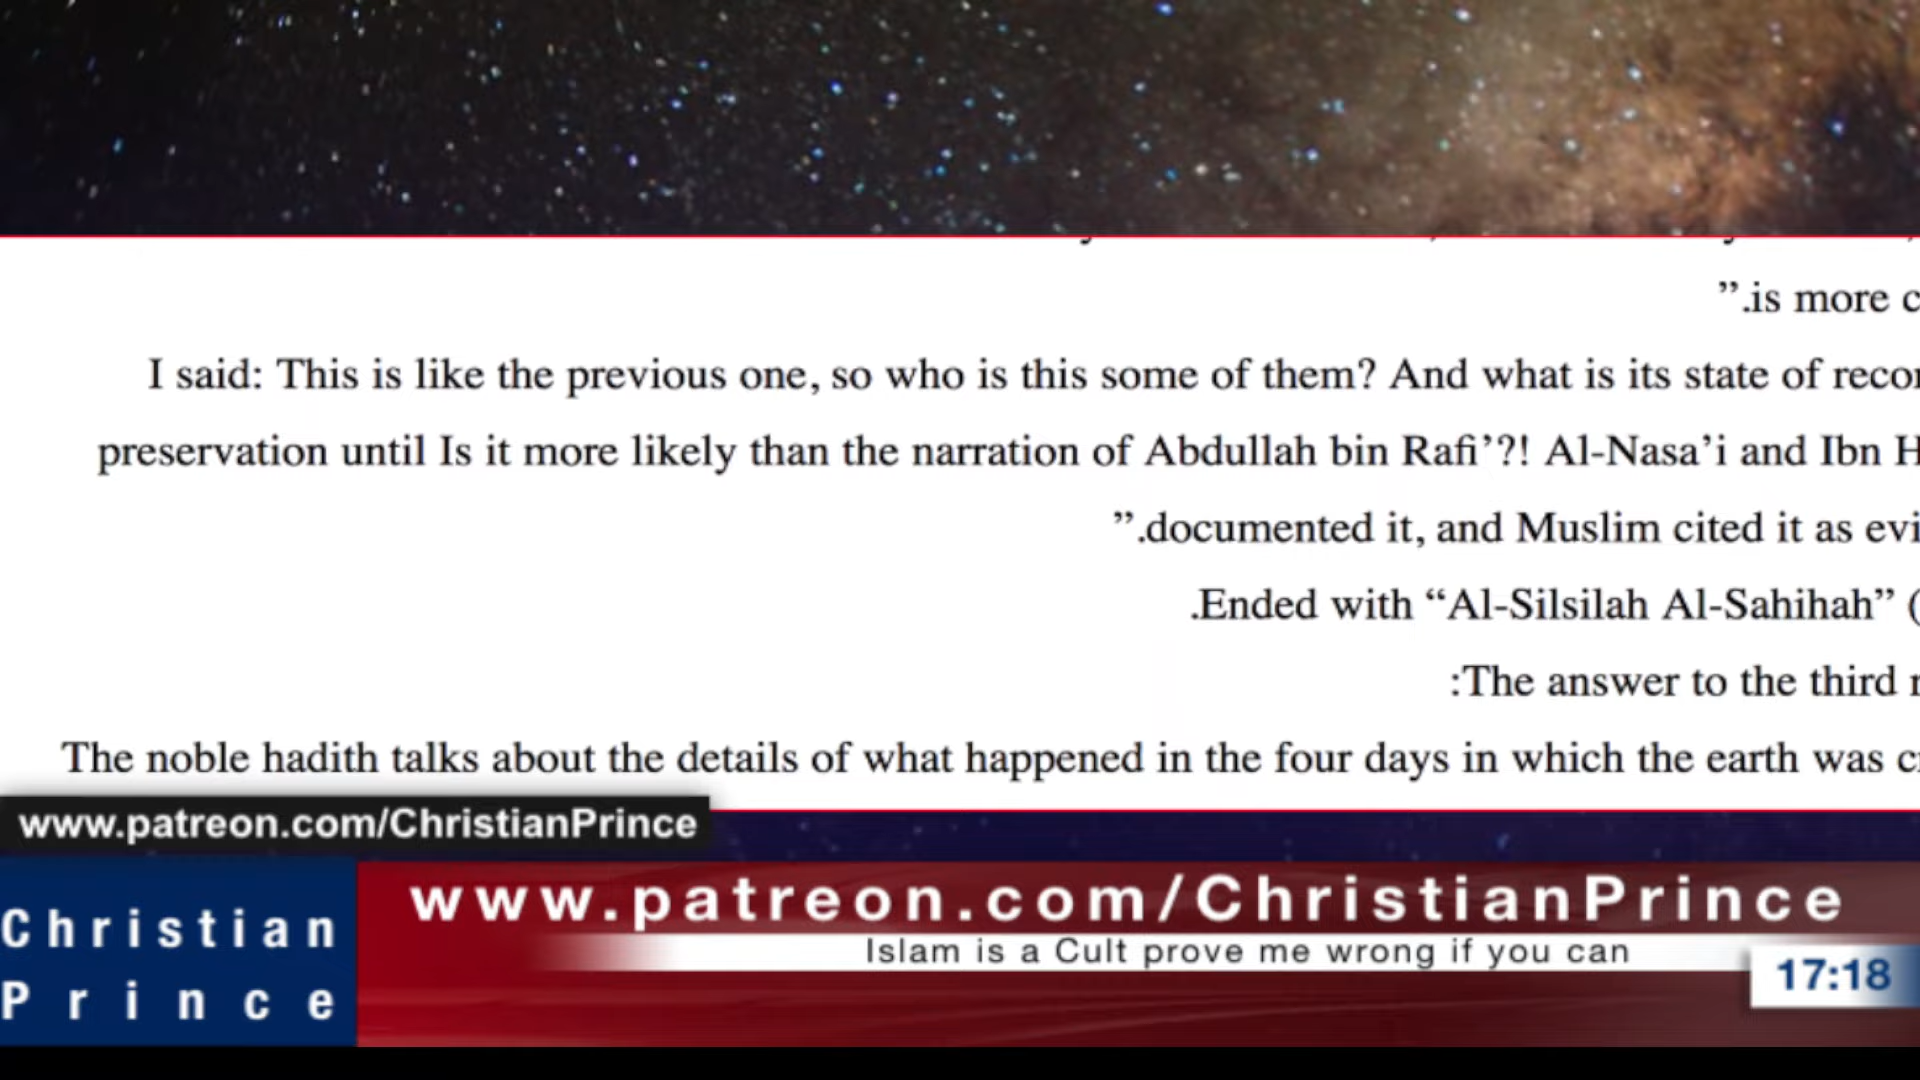 ”.is more
I said: This is like the previous one, so who is this some of them? And what is its state of
preservation until Is it more likely than the narration of Abdullah bin Rafi’?! Al-Nasa’i and Ibn
”.documented it, and Muslim cited it as
.Ended with “Al-Silsilah Al-Sahihah” (
:The answer to the third
The noble hadith talks about the details of what happened in the four days in which the earth was
www.patreon.com/ChristianPrince
Christian
Prince
www.patreon.com/ChristianPrince
Islam is a Cult prove me wrong if you can
17:18